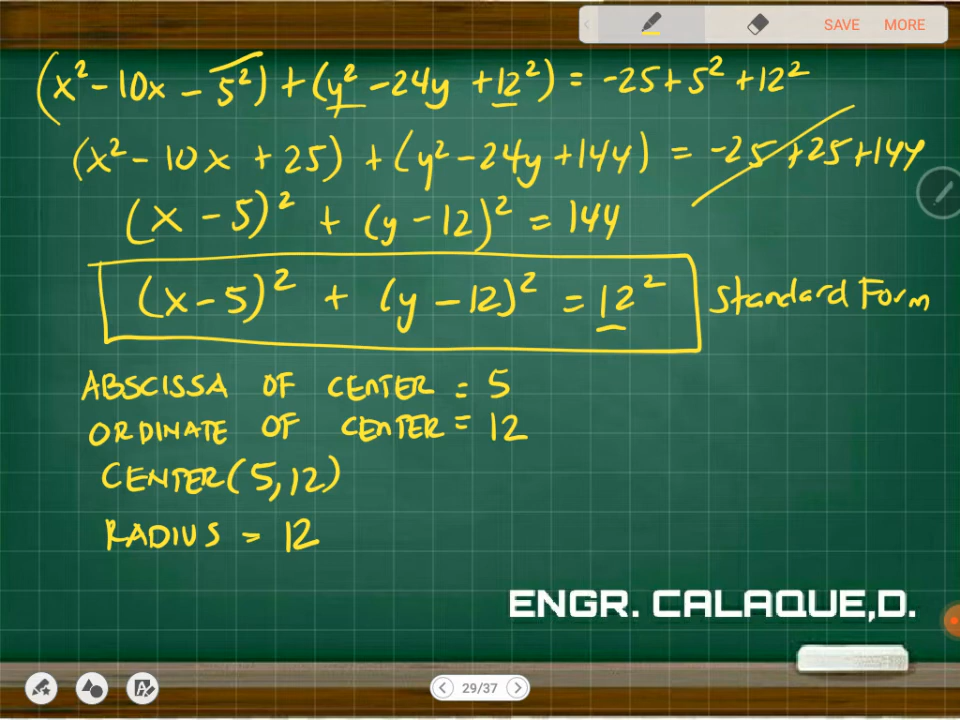 SAVE MORE
(x² - 10x - 5²) + (y² - 24y + 12²) = -25 + 5² + 12²
(x² - 10x + 25) + (y² - 24y + 144) = -25 + 25 + 144
(x - 5)² + (y - 12)² = 144
(x - 5)² + (y - 12)² = 12² Standard Form
ABSCISSA OF CENTER = 5
ORDINATE OF CENTER = 12
CENTER (5,12)
RADIUS = 12
ENGR. CALAQUE,D.
29/37